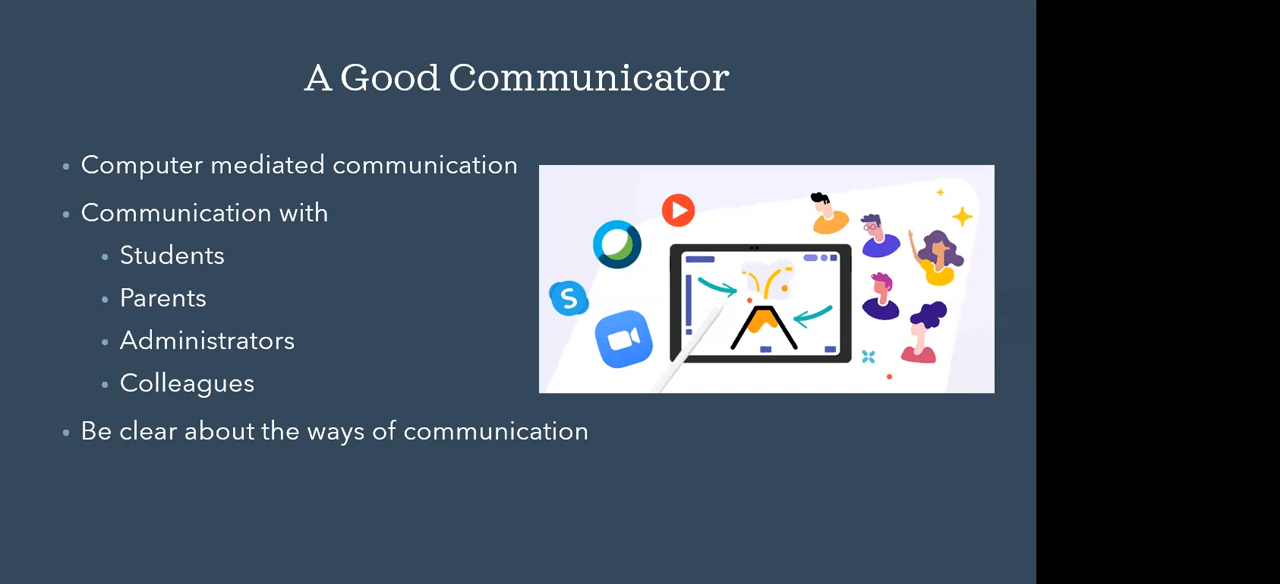 A Good Communicator
Computer mediated communication
Communication with
Students
Parents
Administrators
Colleagues
Be clear about the ways of communication
S